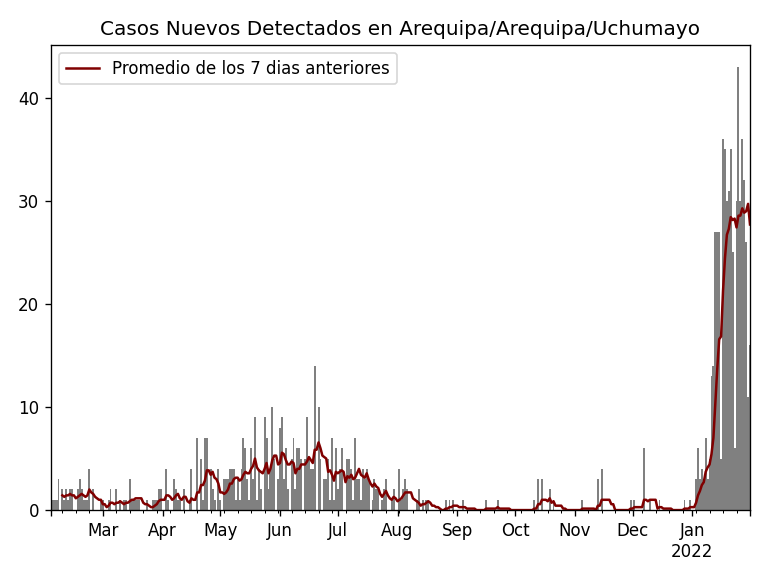 Casos Nuevos Detectados en Arequipa/Arequipa/Uchumayo
Promedio de los 7 dias anteriores
40
30
20
10
0
Mar Apr May Jun Jul Aug Sep Oct Nov Dec Jan
2022